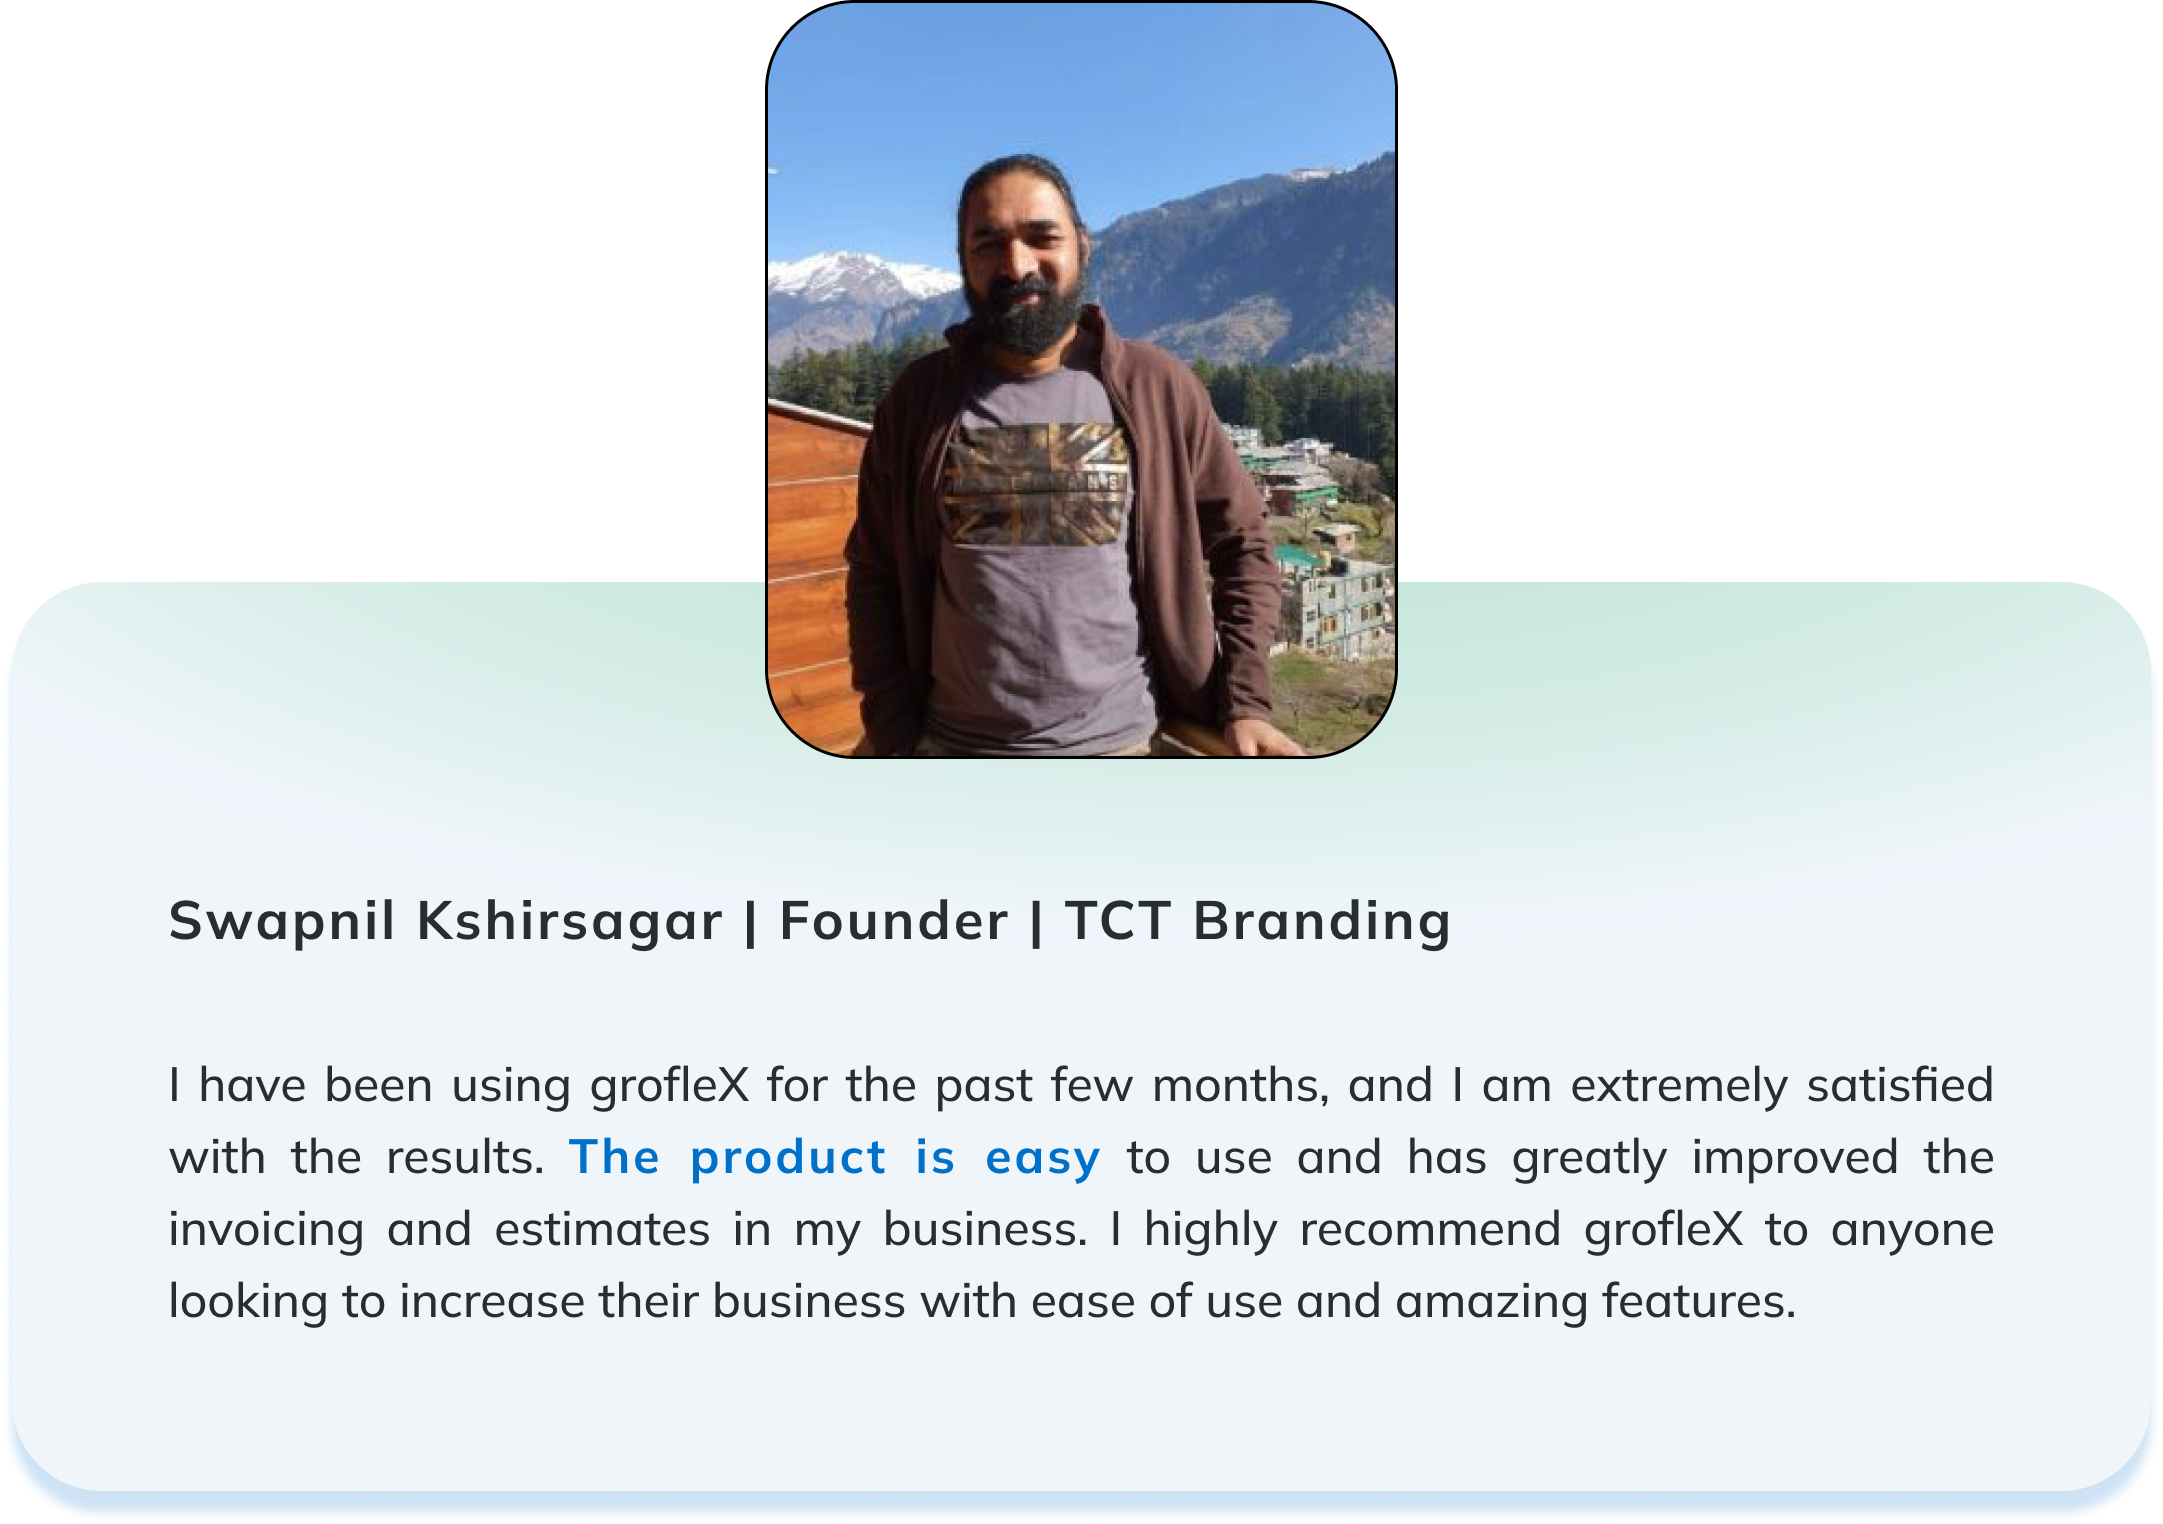 Swapnil Kshirsagar | Founder | TCT Branding
I have been using grofleX for the past few months, and I am extremely satisfied
with the results. The product is easy to use and has greatly improved the
invoicing and estimates in my business. I highly recommend grofleX to anyone
looking to increase their business with ease of use and amazing features.